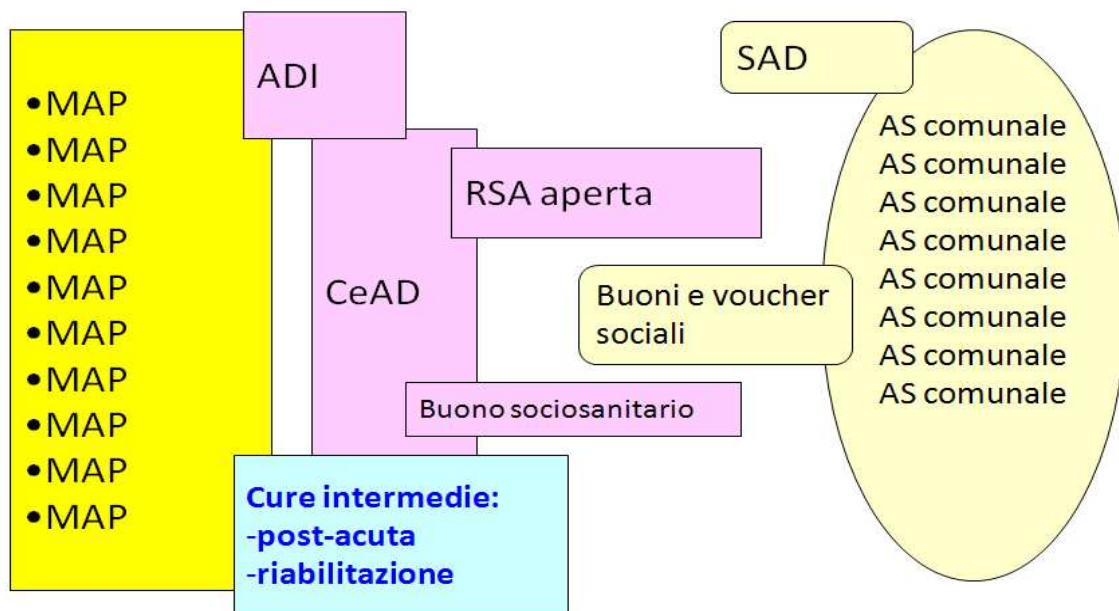 •MAP
•MAP
•MAP
•MAP
•MAP
•MAP
•MAP
•MAP
•MAP
•MAP
ADI
CeAD
RSA aperta
Buono sociosanitario
Cure intermedie:
-post-acuta
-riabilitazione
SAD
Buoni e voucher
sociali
AS comunale
AS comunale
AS comunale
AS comunale
AS comunale
AS comunale
AS comunale
AS comunale